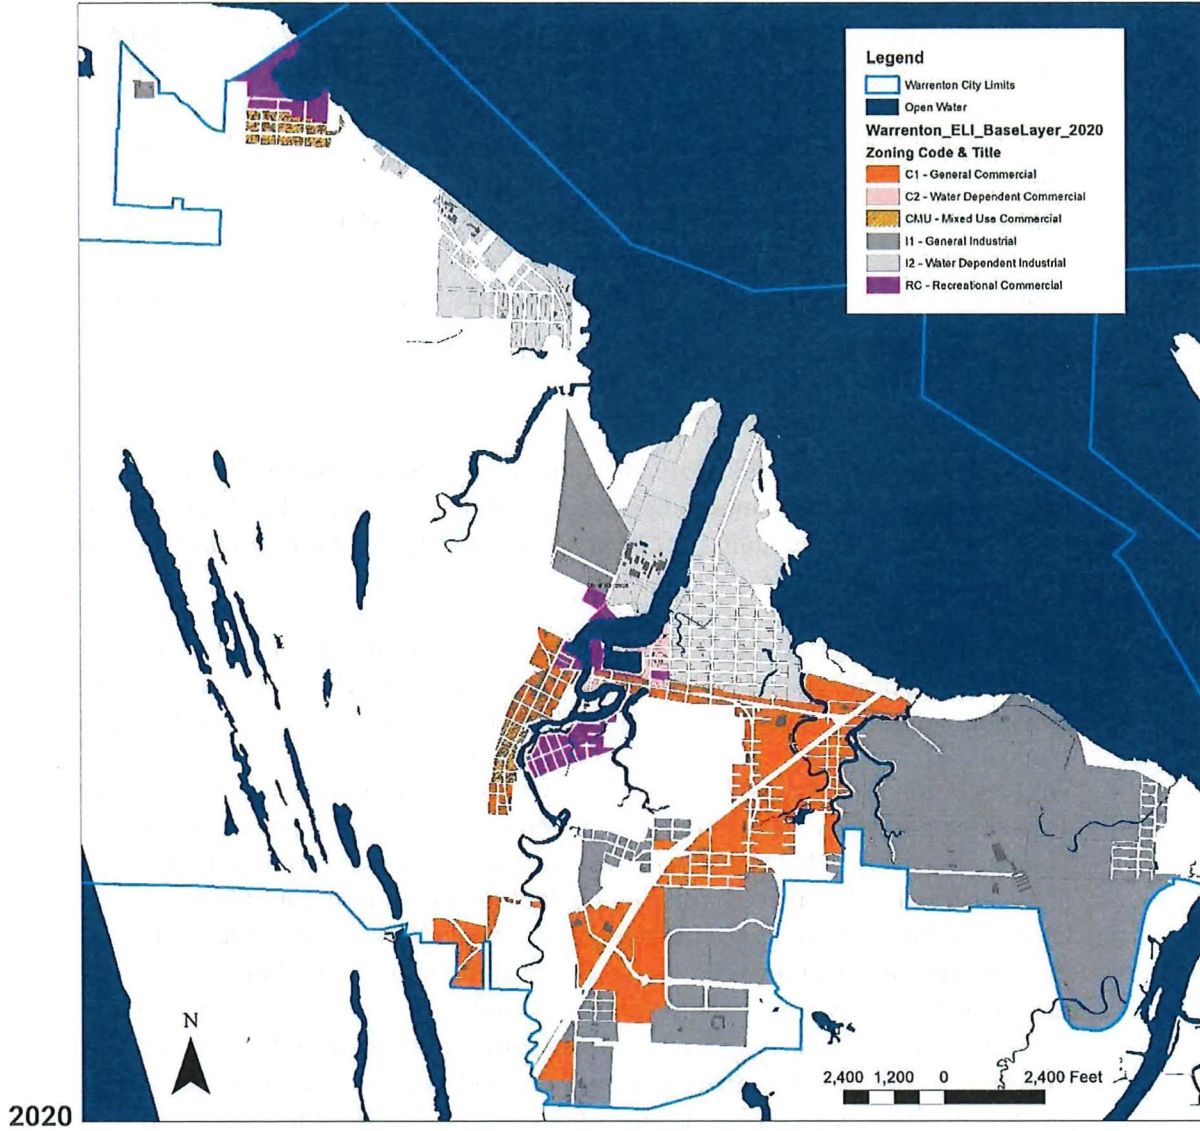 Legend
Warrenton City Limits
Open Water
Warrenton_ELI_BaseLayer_2020
Zoning Code & Title
C1 - General Commercial
C2 - Water Dependent Commercial
CMU - Mixed Use Commercial
I1 - General Industrial
I2 - Water Dependent Industrial
RC - Recreational Commercial
N
2,400 1,200 0 2,400 Feet
2020